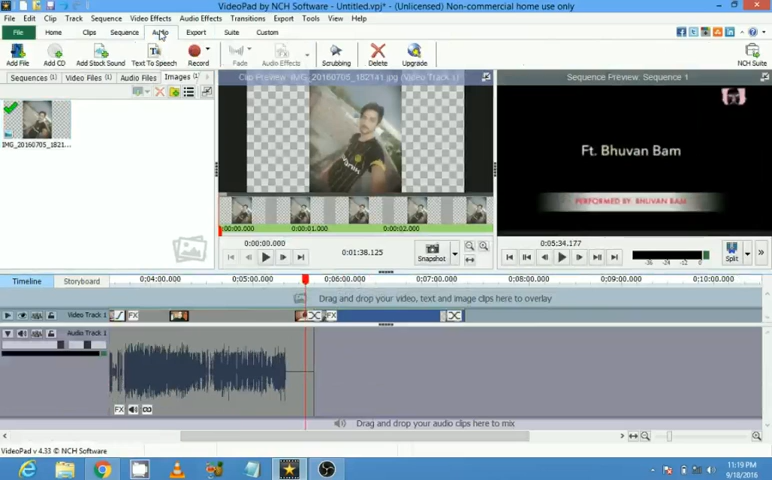 VideoPad by NCH Software - Untitled.vpj* - (Unlicensed) Non-commercial home use only
File Edit Clip Track Sequence Video Effects Audio Effects Transitions Export Tools View Help
File Home Clips Sequence Audio Export Suite Custom
Add File Add CD Add Stock Sound Text To Speech Record Fade Audio Effects Scrubbing Delete Upgrade NCH Suite
Sequences Video Files Audio Files Images
Clip Preview: IMG_20160705_182141.jpg (Video Track 1)
Sequence Preview: Sequence 1
IMG_20160705_1821...
Ft. Bhuvan Bam
PERFORMED BY: BHUVAN BAM
0:00:00.000 0:00:01.000 0:00:02.000
0:00:00.000
0:01:38.125
Snapshot
0:05:34.177
Split
Timeline Storyboard
0:04:00.000 0:05:00.000 0:06:00.000 0:07:00.000 0:08:00.000 0:09:00.000 0:10:00.000
Drag and drop your video, text and image clips here to overlay
Video Track 1
FX FX
Audio Track 1
FX
Drag and drop your audio clips here to mix
VideoPad v 4.33 © NCH Software
11:19 PM
9/18/2016